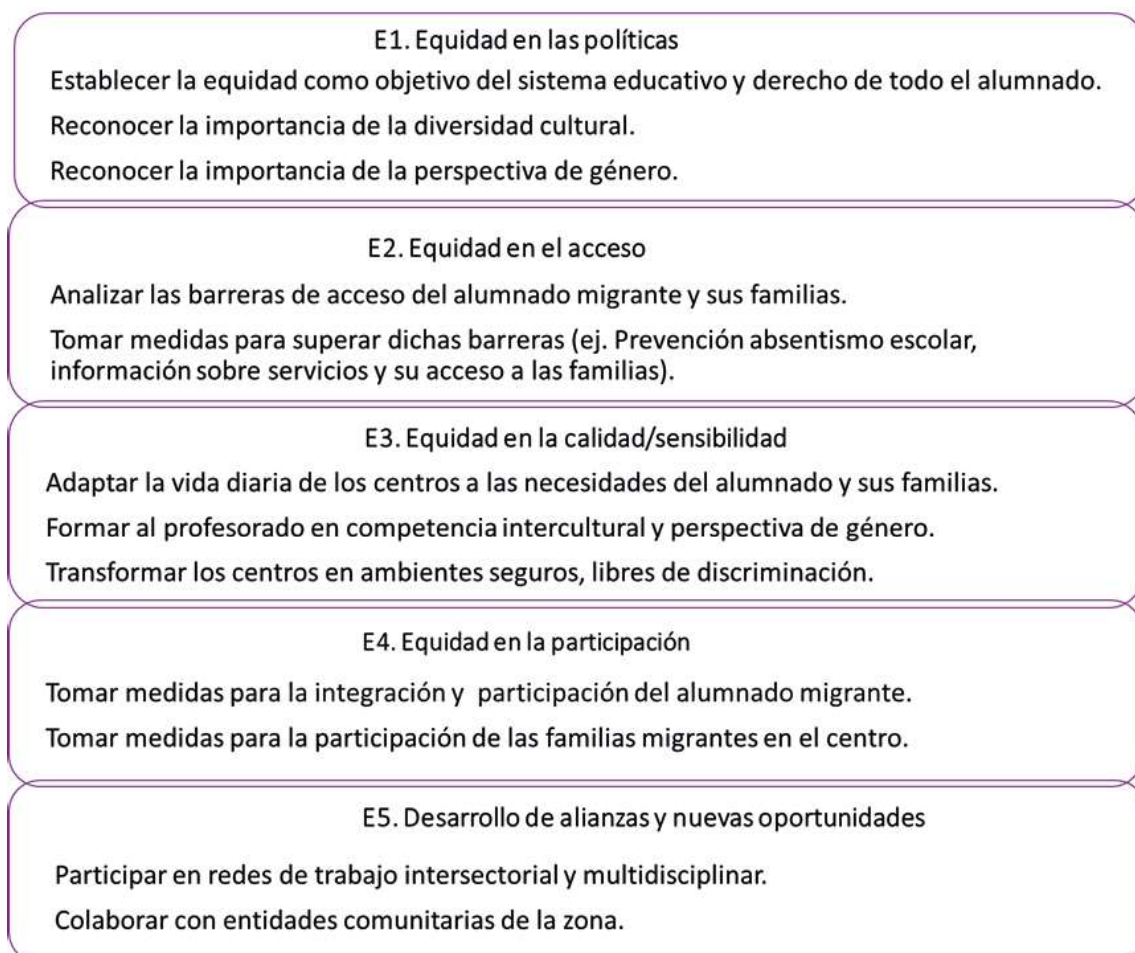 E1. Equidad en las políticas
Establecer la equidad como objetivo del sistema educativo y derecho de todo el alumnado.
Reconocer la importancia de la diversidad cultural.
Reconocer la importancia de la perspectiva de género.
E2. Equidad en el acceso
Analizar las barreras de acceso del alumnado migrante y sus familias.
Tomar medidas para superar dichas barreras (ej. Prevención absentismo escolar,
información sobre servicios y su acceso a las familias).
E3. Equidad en la calidad/sensibilidad
Adaptar la vida diaria de los centros a las necesidades del alumnado y sus familias.
Formar al profesorado en competencia intercultural y perspectiva de género.
Transformar los centros en ambientes seguros, libres de discriminación.
E4. Equidad en la participación
Tomar medidas para la integración y participación del alumnado migrante.
Tomar medidas para la participación de las familias migrantes en el centro.
E5. Desarrollo de alianzas y nuevas oportunidades
Participar en redes de trabajo intersectorial y multidisciplinar.
Colaborar con entidades comunitarias de la zona.